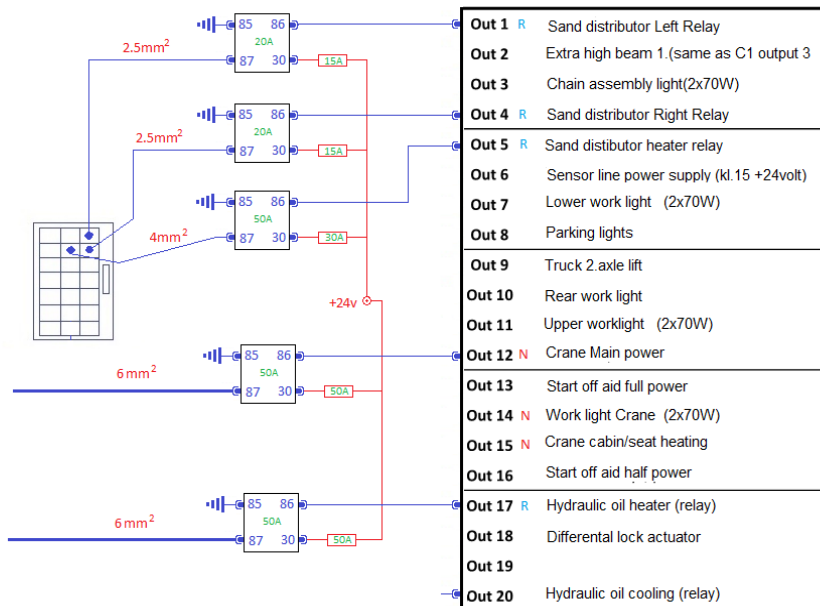 85 86
20A
87 30
15A
2.5mm²
85 86
20A
87 30
15A
2.5mm²
85 86
50A
87 30
30A
4mm²
+24v
85 86
50A
87 30
50A
6mm²
85 86
50A
87 30
50A
6mm²
Out 1 R Sand distributor Left Relay
Out 2 Extra high beam 1.(same as C1 output 3
Out 3 Chain assembly light(2x70W)
Out 4 R Sand distributor Right Relay
Out 5 R Sand distibutor heater relay
Out 6 Sensor line power supply (kl.15 +24volt)
Out 7 Lower work light (2x70W)
Out 8 Parking lights
Out 9 Truck 2.axle lift
Out 10 Rear work light
Out 11 Upper worklight (2x70W)
Out 12 N Crane Main power
Out 13 Start off aid full power
Out 14 N Work light Crane (2x70W)
Out 15 N Crane cabin/seat heating
Out 16 Start off aid half power
Out 17 R Hydraulic oil heater (relay)
Out 18 Differental lock actuator
Out 19
Out 20 Hydraulic oil cooling (relay)